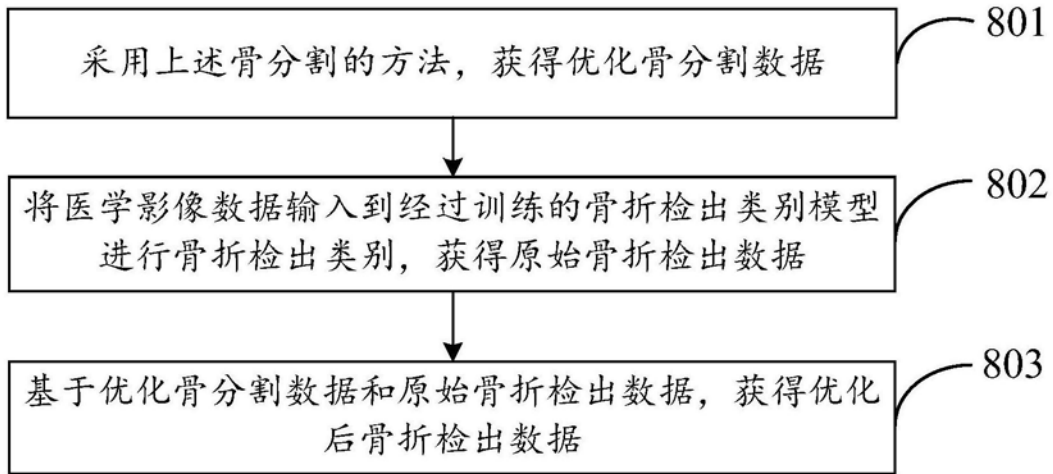 采用上述骨分割的方法，获得优化骨分割数据
801
将医学影像数据输入到经过训练的骨折检出类别模型
进行骨折检出类别，获得原始骨折检出数据
802
基于优化骨分割数据和原始骨折检出数据，获得优化
后骨折检出数据
803